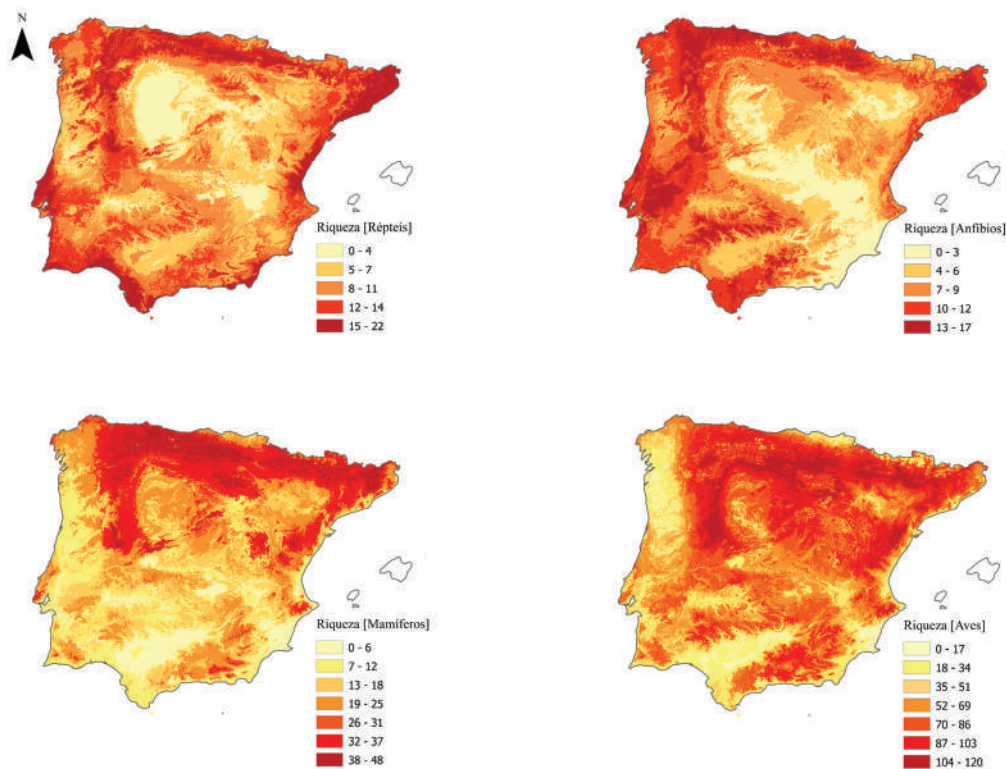 N
Riqueza [Répteis]
0 - 4
5 - 7
8 - 11
12 - 14
15 - 22
Riqueza [Anfíbios]
0 - 3
4 - 6
7 - 9
10 - 12
13 - 17
Riqueza [Mamíferos]
0 - 6
7 - 12
13 - 18
19 - 25
26 - 31
32 - 37
38 - 48
Riqueza [Aves]
0 - 17
18 - 34
35 - 51
52 - 69
70 - 86
87 - 103
104 - 120